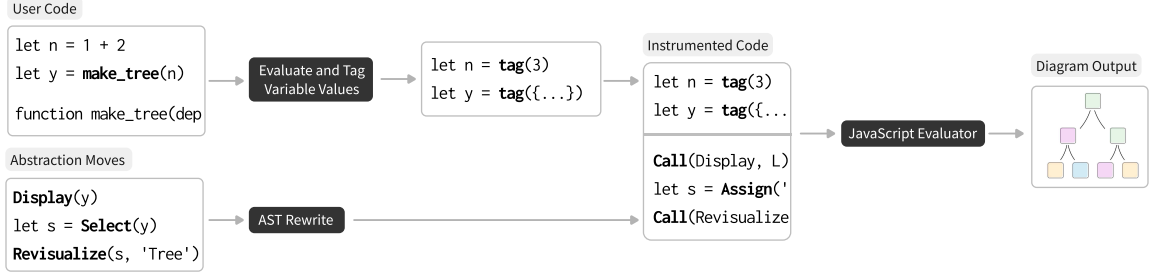 User Code
let n = 1 + 2
let y = make_tree(n)
function make_tree(dep
Evaluate and Tag
Variable Values
let n = tag(3)
let y = tag({...})
Abstraction Moves
Display(y)
let s = Select(y)
Revisualize(s, 'Tree')
AST Rewrite
Instrumented Code
let n = tag(3)
let y = tag({...
Call(Display, L)
let s = Assign('
Call(Revisualize
JavaScript Evaluator
Diagram Output